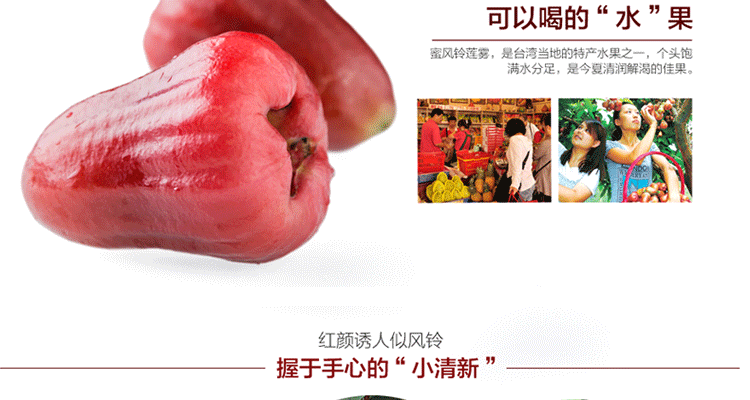 可以喝的“水”果
蜜风铃莲雾，是台湾当地的特产水果之一，个头饱
满水分足，是今夏清润解渴的佳果。
红颜诱人似风铃
握于手心的“小清新”